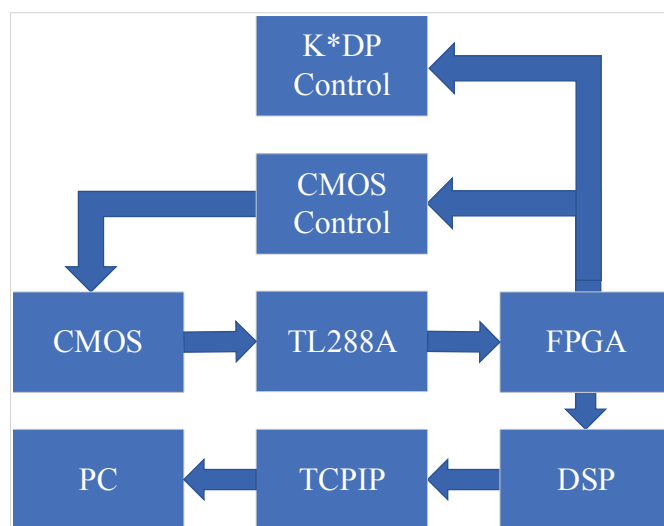 K*DP
Control
CMOS
Control
CMOS
TL288A
FPGA
PC
TCPIP
DSP